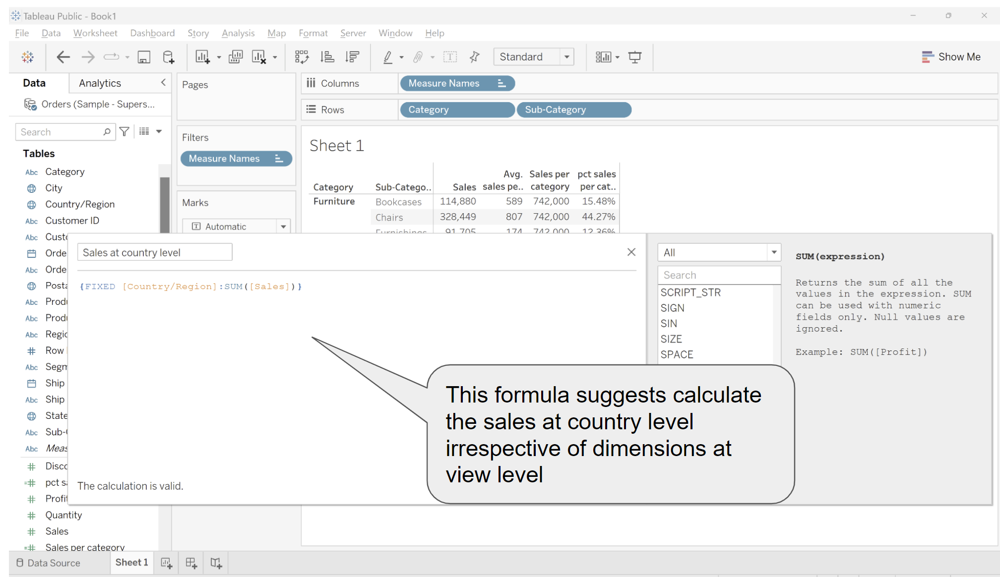 Tableau Public - Book1
File Data Worksheet Dashboard Story Analysis Map Format Server Window Help
Standard
Show Me
Data Analytics
Pages
Columns Measure Names
Orders (Sample - Supers...
Rows Category Sub-Category
Search
Filters
Measure Names
Sheet 1
Tables
Abc Category
City
Country/Region
Abc Customer ID
Abc Custo
Orde
Abc Orde
Posta
Abc Produ
Abc Produ
Abc Regio
Row
Abc Segm
Ship
Abc Ship
State
Abc Sub-
Abc Meas
Disco
pct sa
Profit
Quantity
Sales
Sales per category
Marks
Automatic
Category Sub-Catego.. Sales Avg. sales pe.. Sales per category pct sales per cat..
Furniture Bookcases 114,880 589 742,000 15.48%
Chairs 328,449 807 742,000 44.27%
Furnishings 91,705 174 742,000 12.36%
Sales at country level
{FIXED [Country/Region]:SUM([Sales])}
The calculation is valid.
All
Search
SCRIPT_STR
SIGN
SIN
SIZE
SPACE
SUM(expression)
Returns the sum of all the
values in the expression. SUM
can be used with numeric
fields only. Null values are
ignored.
Example: SUM([Profit])
This formula suggests calculate
the sales at country level
irrespective of dimensions at
view level
Data Source Sheet 1